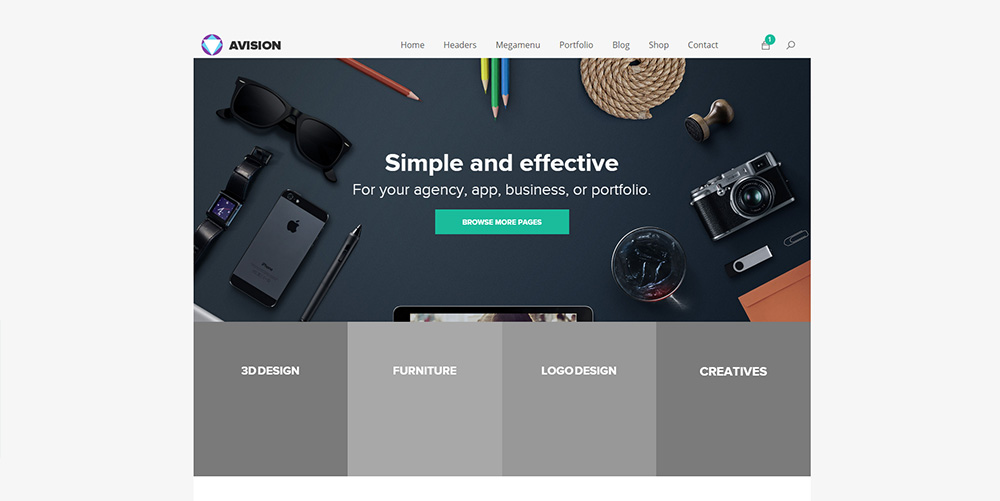 AVISION
Home Headers Megamenu Portfolio Blog Shop Contact
1
Simple and effective
For your agency, app, business, or portfolio.
BROWSE MORE PAGES
iPhone
3D DESIGN
FURNITURE
LOGO DESIGN
CREATIVES